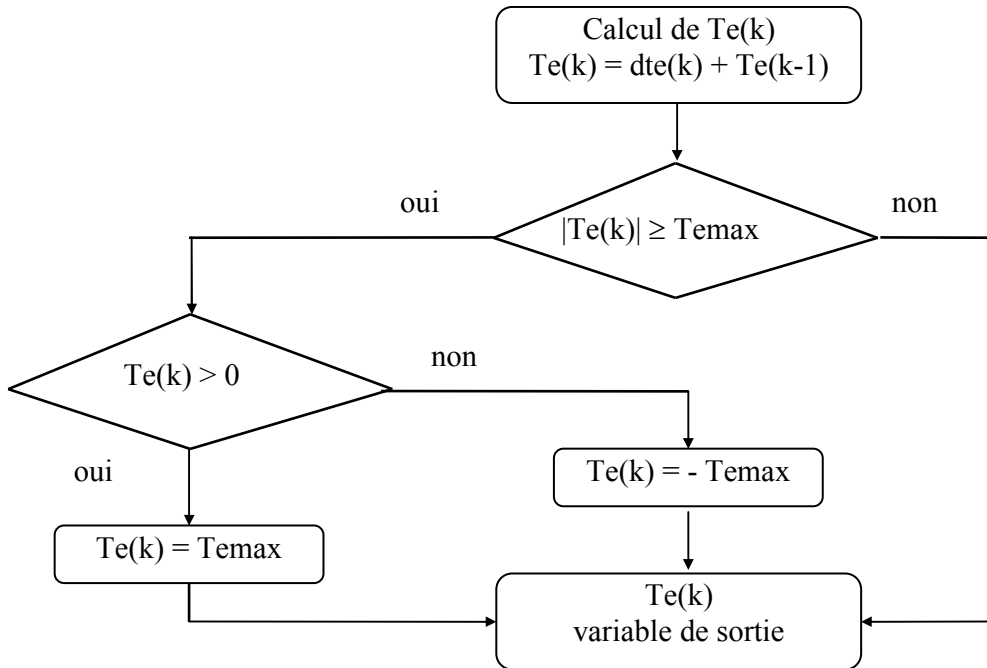 Calcul de Te(k)
Te(k) = dte(k) + Te(k-1)
oui
|Te(k)| ≥ Temax
non
Te(k) > 0
non
oui
Te(k) = - Temax
Te(k) = Temax
Te(k)
variable de sortie